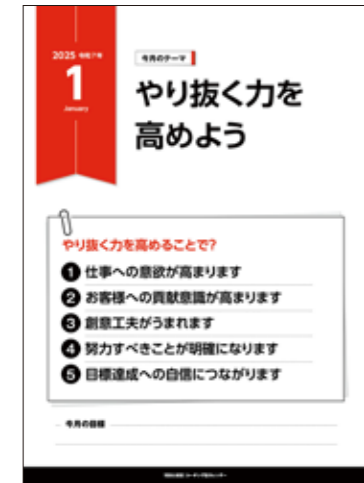 2025 令和7年
1
January
今月のテーマ
やり抜く力を
高めよう
やり抜く力を高めることで?
1 仕事への意欲が高まります
2 お客様への貢献意識が高まります
3 創意工夫がうまれます
4 努力すべきことが明確になります
5 目標達成への自信につながります
今月の目標